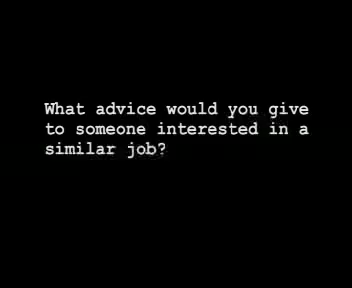 What advice would you give
to someone interested in a
similar job?